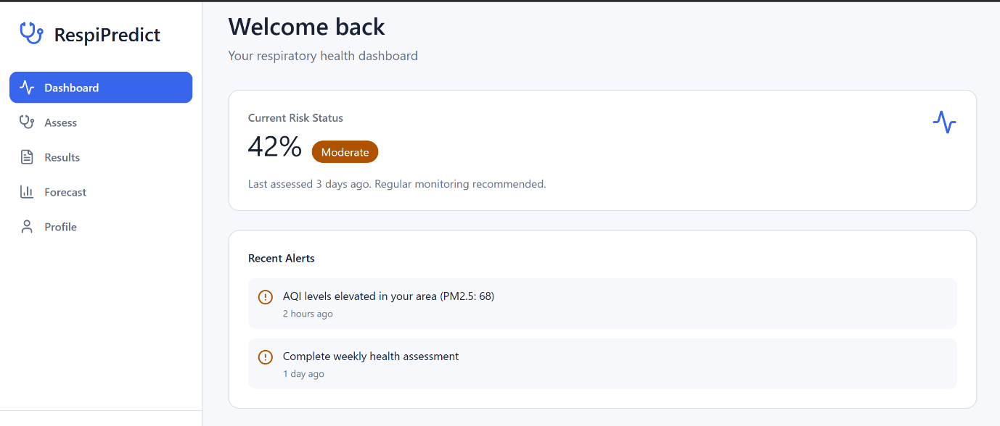 RespiPredict
Dashboard
Assess
Results
Forecast
Profile
Welcome back
Your respiratory health dashboard
Current Risk Status
42% Moderate
Last assessed 3 days ago. Regular monitoring recommended.
Recent Alerts
AQI levels elevated in your area (PM2.5: 68)
2 hours ago
Complete weekly health assessment
1 day ago